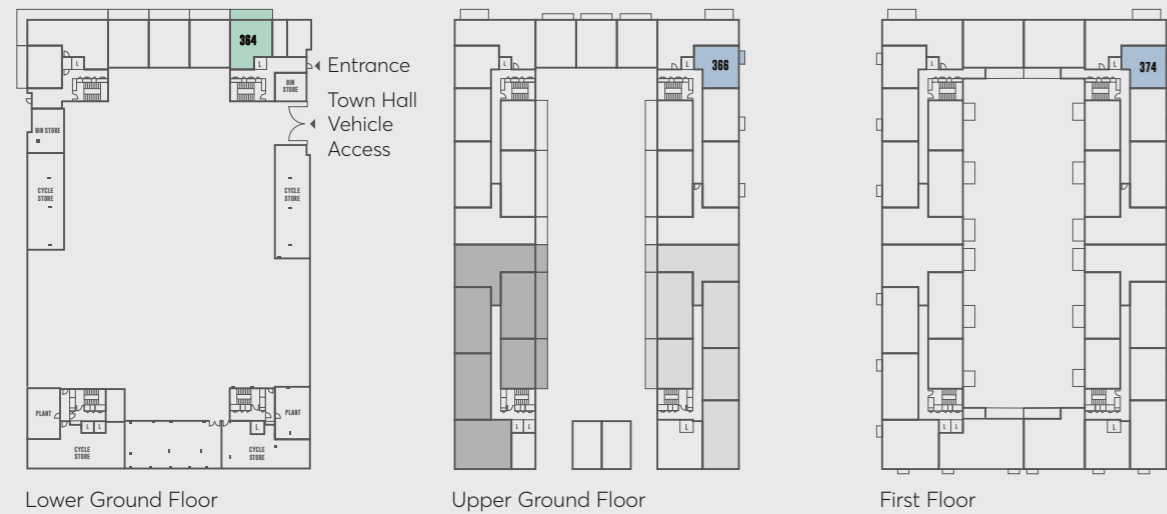 364
366
374
L
L
L
L
L
L
Entrance
BIN
STORE
Town Hall
Vehicle
Access
BIN STORE
CYCLE
STORE
CYCLE
STORE
PLANT
PLANT
L
L
L
L
L
L
L
L
L
CYCLE
STORE
CYCLE
STORE
Lower Ground Floor
Upper Ground Floor
First Floor